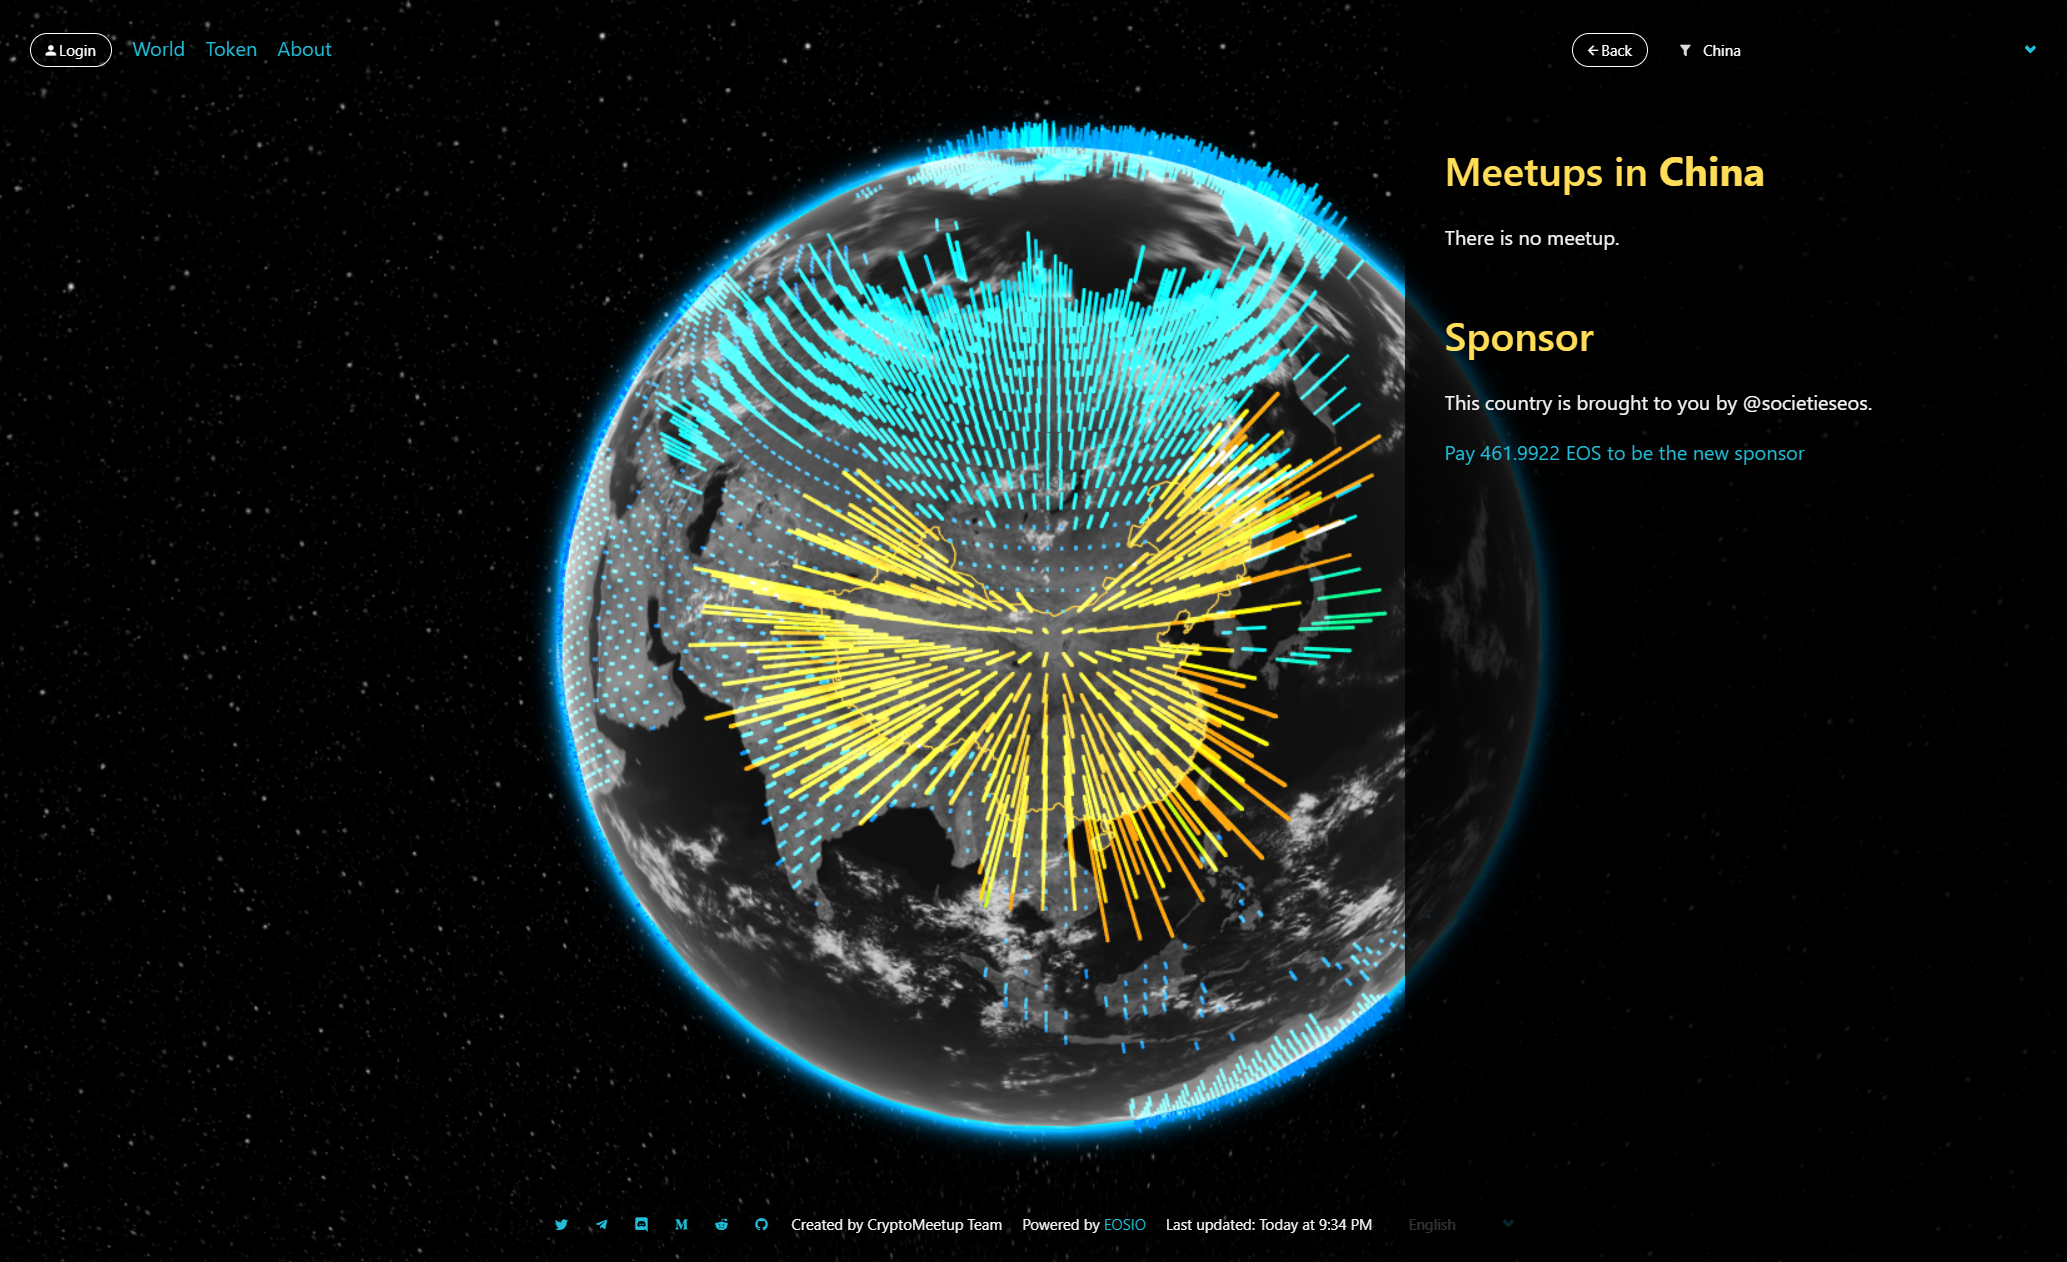 Login World Token About
Back China
Meetups in China
There is no meetup.
Sponsor
This country is brought to you by @societieseos.
Pay 461.9922 EOS to be the new sponsor
Created by CryptoMeetup Team Powered by EOSIO Last updated: Today at 9:34 PM English